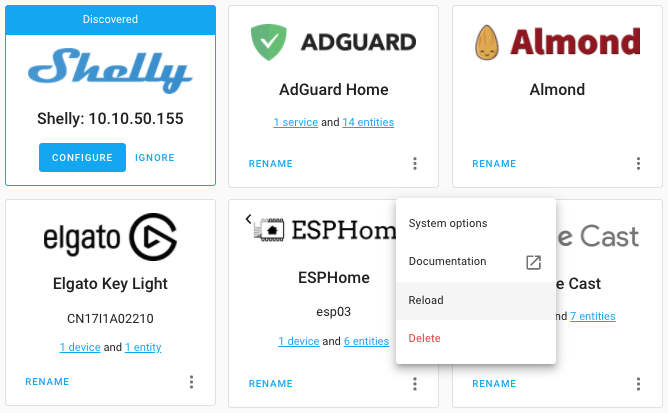 Discovered
Shelly
Shelly: 10.10.50.155
CONFIGURE IGNORE
ADGUARD
AdGuard Home
1 service and 14 entities
RENAME
Almond
Almond
RENAME
elgato
Elgato Key Light
CN17I1A02210
1 device and 1 entity
RENAME
ESPHom
ESPHome
esp03
1 device and 6 entities
RENAME
System options
Documentation
Reload
Delete
e Cast
e Cast
nd 7 entities
RENAME